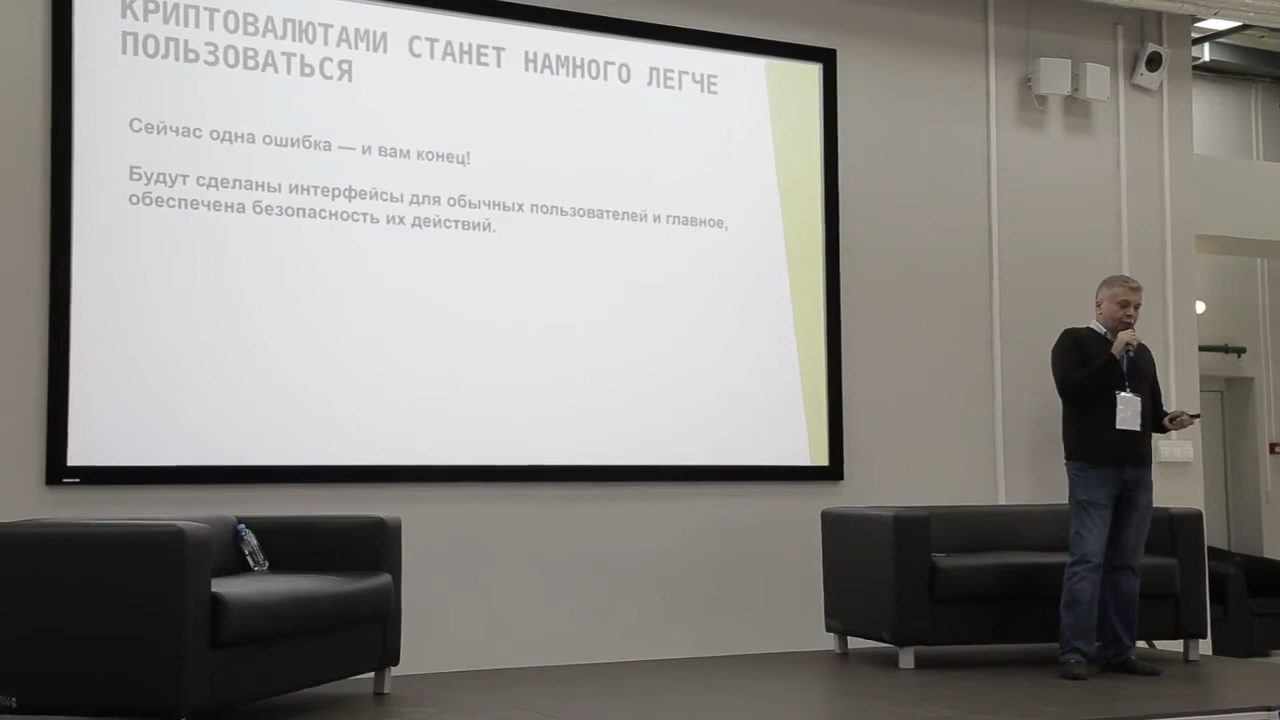 КРИПТОВАЛЮТАМИ СТАНЕТ НАМНОГО ЛЕГЧЕ
ПОЛЬЗОВАТЬСЯ
Сейчас одна ошибка — и вам конец!
Будут сделаны интерфейсы для обычных пользователей и главное,
обеспечена безопасность их действий.